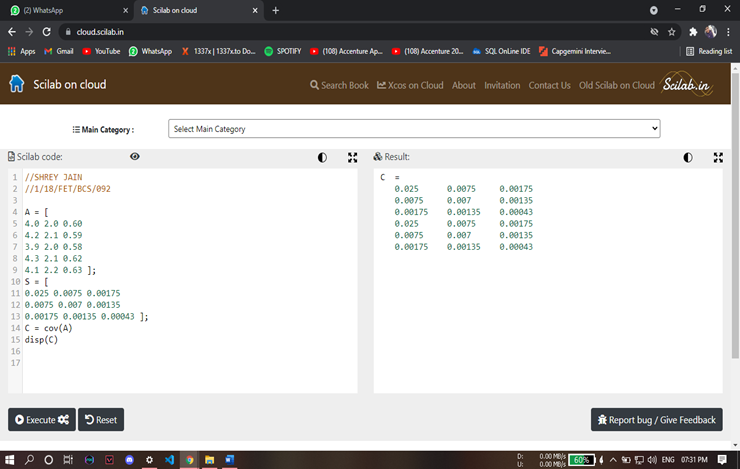 (2) WhatsApp
Scilab on cloud
cloud.scilab.in
Apps Gmail YouTube WhatsApp 1337x | 1337x.to Do... SPOTIFY (108) Accenture Ap... (108) Accenture 20... SQL OnLine IDE Capgemini Intervie... Reading list
Scilab on cloud Search Book Xcos on Cloud About Invitation Contact Us Old Scilab on Cloud Scilab.in
Main Category : Select Main Category
Scilab code:
1 //SHREY JAIN
2 //1/18/FET/BCS/092
3
4 A = [
5 4.0 2.0 0.60
6 4.2 2.1 0.59
7 3.9 2.0 0.58
8 4.3 2.1 0.62
9 4.1 2.2 0.63 ];
10 S = [
11 0.025 0.0075 0.00175
12 0.0075 0.007 0.00135
13 0.00175 0.00135 0.00043 ];
14 C = cov(A)
15 disp(C)
16
17
Result:
C =
0.025 0.0075 0.00175
0.0075 0.007 0.00135
0.00175 0.00135 0.00043
0.025 0.0075 0.00175
0.0075 0.007 0.00135
0.00175 0.00135 0.00043
Execute Reset Report bug / Give Feedback
D: 0.00 MB/s
U: 0.00 MB/s
60% ENG 07:31 PM